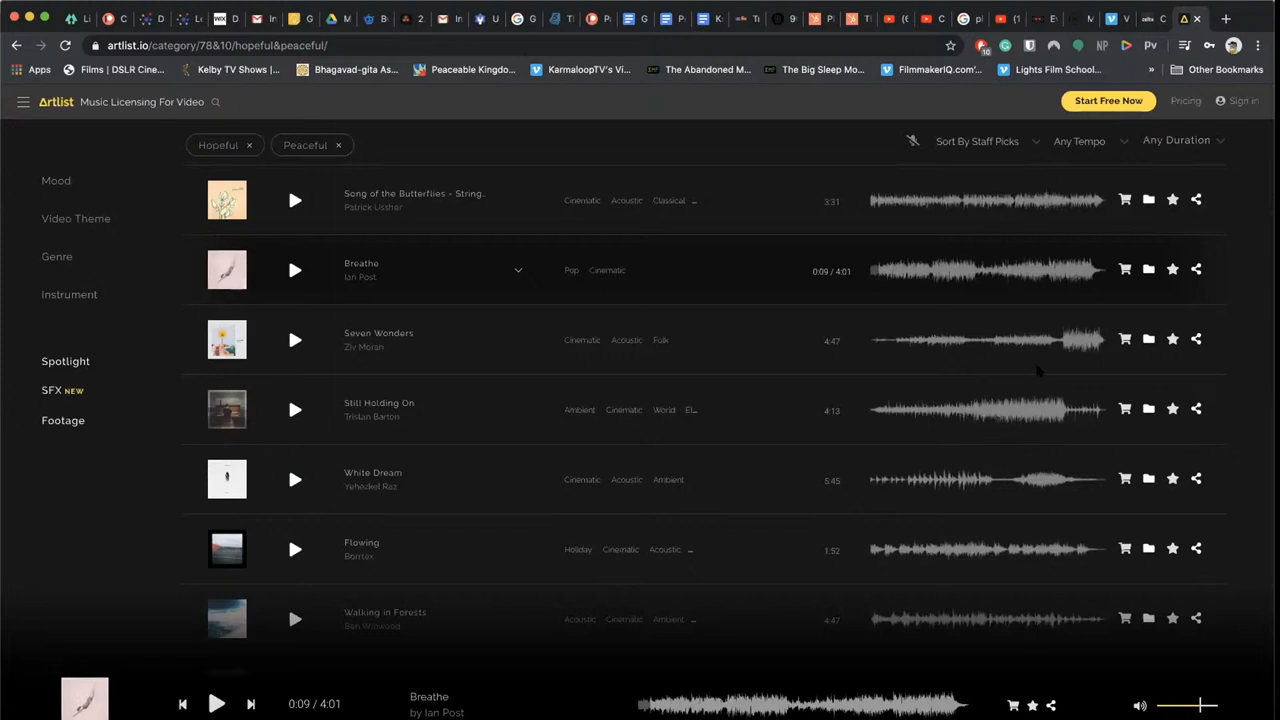 artlist.io/category/78&10/hopeful&peaceful/
Apps
Films | DSLR Cine...
Kelby TV Shows |...
Bhagavad-gita As...
Peaceable Kingdo...
KarmaloopTV's Vi...
The Abandoned M...
The Big Sleep Mo...
FilmmakerIQ.com'...
Lights Film School...
»
Other Bookmarks
Artlist Music Licensing For Video
Start Free Now
Pricing
Sign in
Hopeful ×
Peaceful ×
Sort By Staff Picks
Any Tempo
Any Duration
Mood
Video Theme
Genre
Instrument
Spotlight
SFX NEW
Footage
Song of the Butterflies - String..
Patrick Ussher
Cinematic Acoustic Classical ...
3:31
Breathe
Ian Post
Pop Cinematic
0:09 / 4:01
Seven Wonders
Ziv Moran
Cinematic Acoustic Folk
4:47
Still Holding On
Tristan Barton
Ambient Cinematic World El...
4:13
White Dream
Yehezkel Raz
Cinematic Acoustic Ambient
5:45
Flowing
Borrtex
Holiday Cinematic Acoustic ...
1:52
Walking in Forests
Ben Winwood
Acoustic Cinematic Ambient ...
4:47
0:09 / 4:01
Breathe
by Ian Post